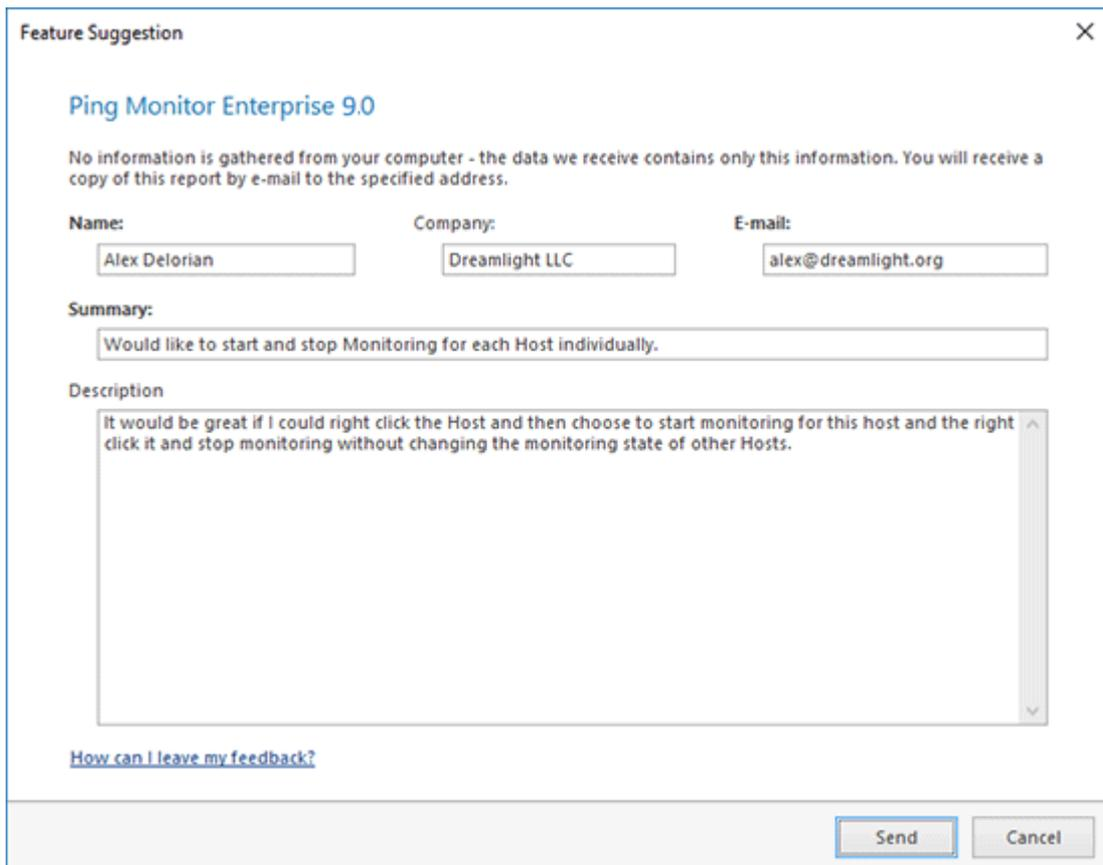 Feature Suggestion
Ping Monitor Enterprise 9.0
No information is gathered from your computer - the data we receive contains only this information. You will receive a
copy of this report by e-mail to the specified address.
Name: Company: E-mail:
Alex Delorian Dreamlight LLC alex@dreamlight.org
Summary:
Would like to start and stop Monitoring for each Host individually.
Description
It would be great if I could right click the Host and then choose to start monitoring for this host and the right
click it and stop monitoring without changing the monitoring state of other Hosts.
How can I leave my feedback?
Send Cancel